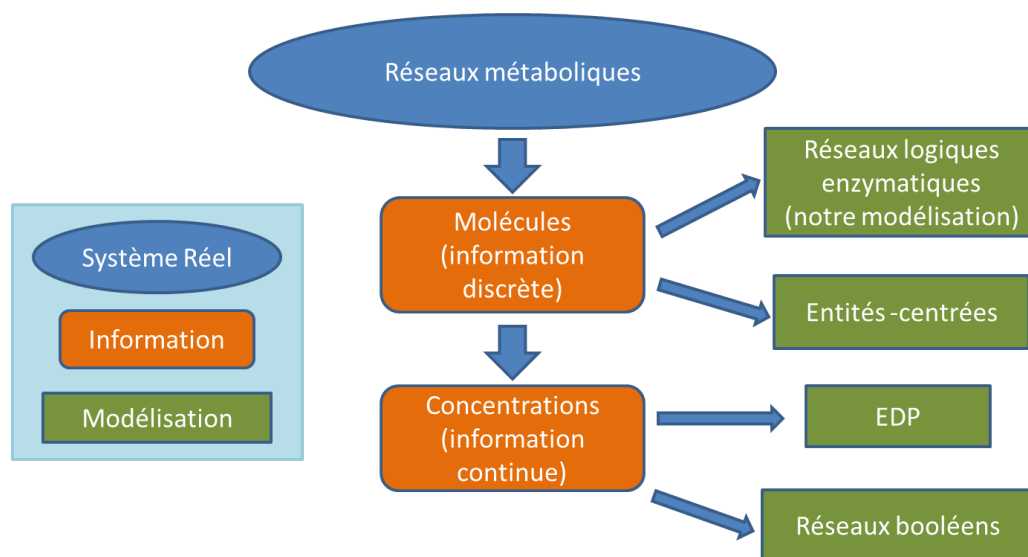 Réseaux métaboliques
Réseaux logiques
enzymatiques
(notre modélisation)
Molécules
(information
discrète)
Entités -centrées
Concentrations
(information
continue)
EDP
Réseaux booléens
Système Réel
Information
Modélisation